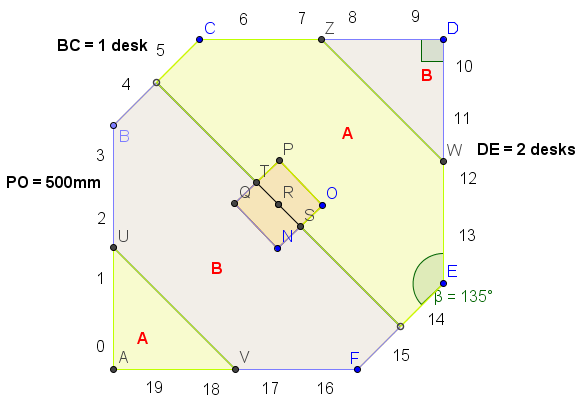 C 6 7 Z 8 9 D
BC = 1 desk 5
4 B 10
B 3 A 11
P W DE = 2 desks
PO = 500mm T 12
Q R O
2 S
U N 13
1 B E
β = 135°
0 A 14
A V 15 F
19 18 17 16